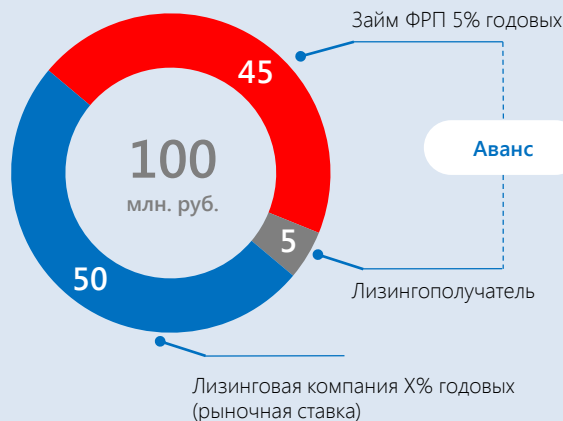 Займ ФРП 5% годовых
45
Аванс
100
млн. руб.
5
50
Лизингополучатель
Лизинговая компания X% годовых
(рыночная ставка)